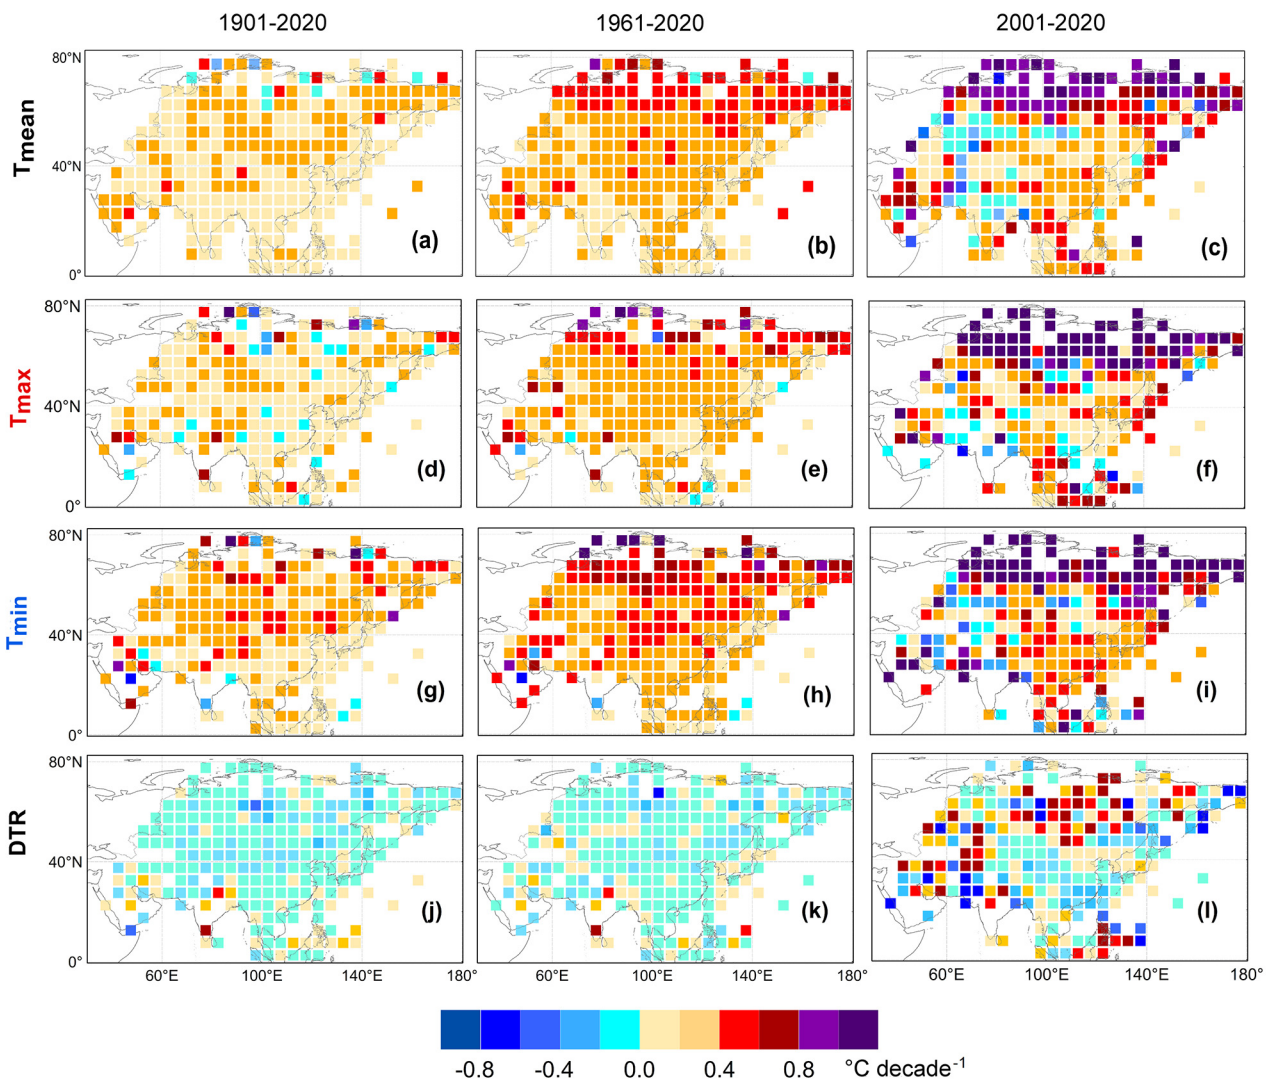 1901-2020 1961-2020 2001-2020
Tmean
80°N
40°N
0°
(a) (b) (c)
Tmax
80°N
40°N
0°
(d) (e) (f)
Tmin
80°N
40°N
0°
(g) (h) (i)
DTR
80°N
40°N
0°
(j) (k) (l)
60°E 100°E 140°E 180° 60°E 100°E 140°E 180° 60°E 100°E 140°E 180°
-0.8 -0.4 0.0 0.4 0.8 °C decade⁻¹